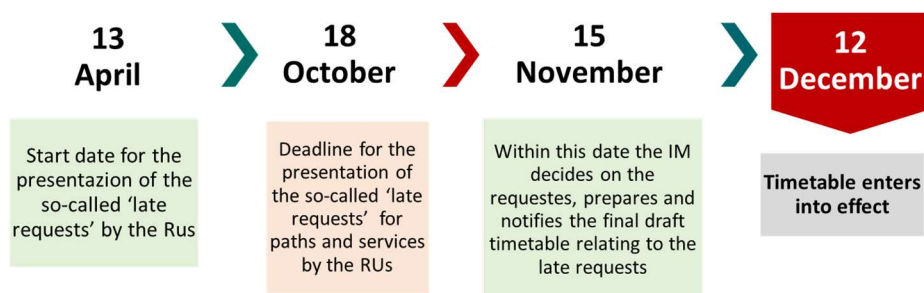 13
April
18
October
15
November
12
December
Start date for the
presentazion of the
so-called ‘late
requests’ by the Rus
Deadline for the
presentation of
the so-called ‘late
requests’ for
paths and services
by the RUs
Within this date the IM
decides on the
requestes, prepares and
notifies the final draft
timetable relating to the
late requests
Timetable enters
into effect